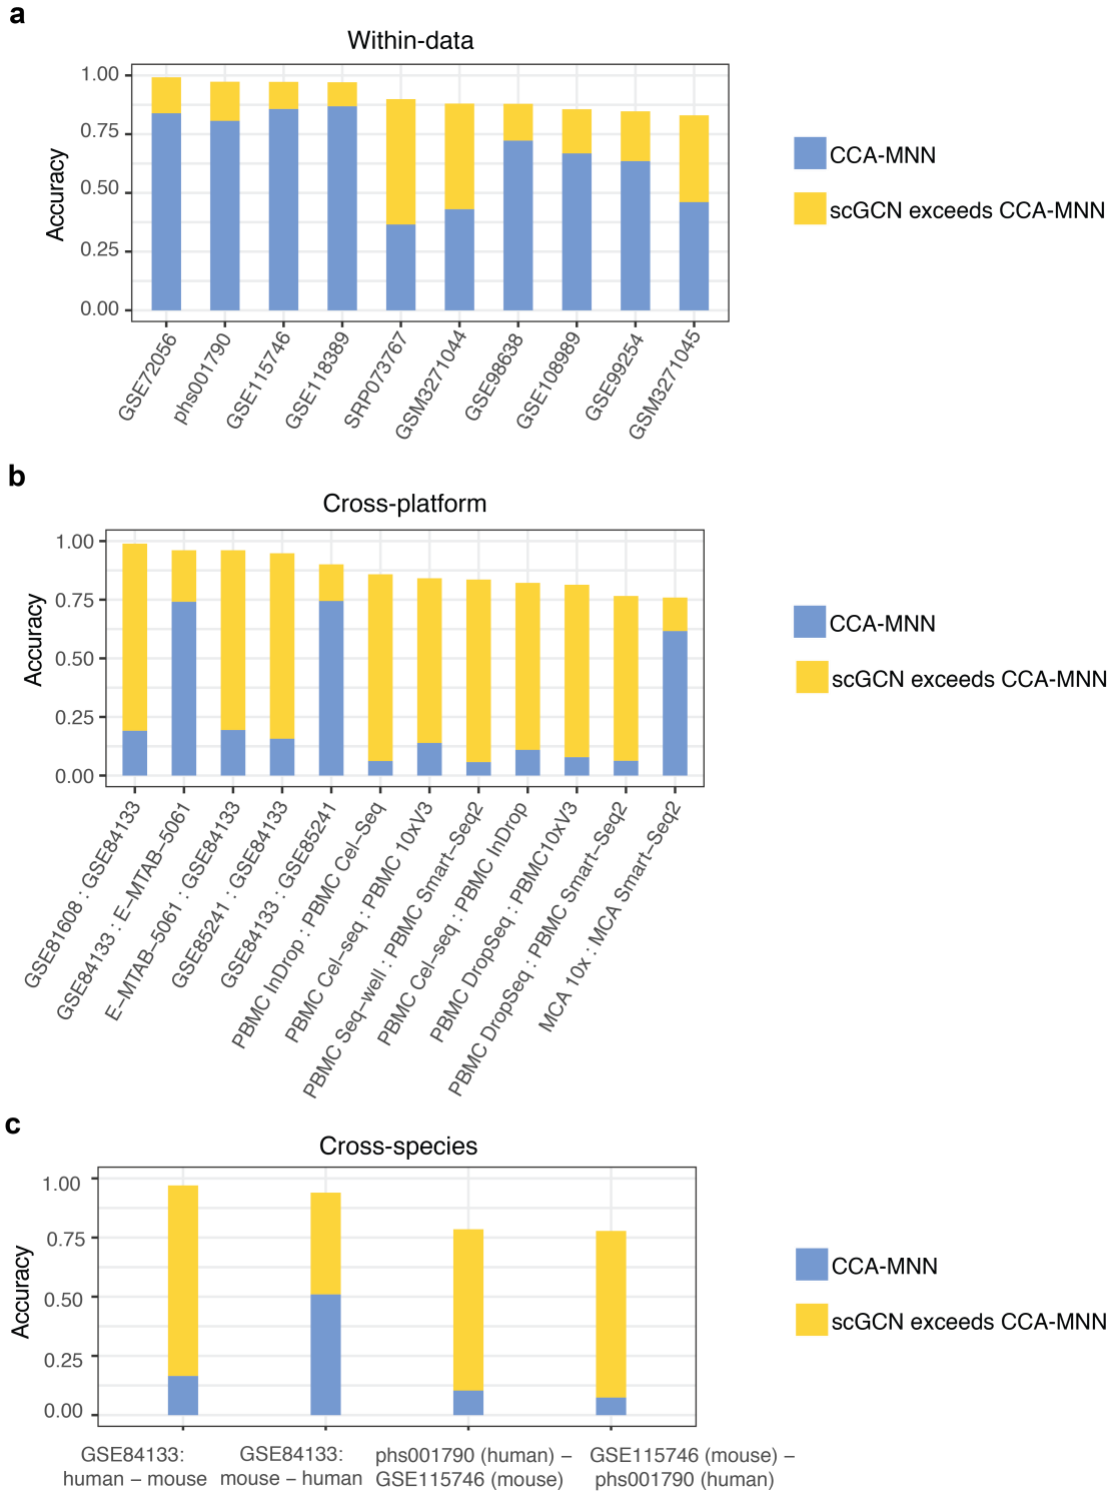 a
Within-data
1.00
0.75
0.50
0.25
0.00
Accuracy
GSE72056
phs001790
GSE115746
GSE118389
SRP073767
GSM3271044
GSE98638
GSE108989
GSE99254
GSM3271045
CCA-MNN
scGCN exceeds CCA-MNN
b
Cross-platform
1.00
0.75
0.50
0.25
0.00
Accuracy
GSE81608 : GSE84133
GSE84133 : E−MTAB−5061
E−MTAB−5061 : GSE84133
GSE85241 : GSE84133
GSE84133 : GSE85241
PBMC InDrop : PBMC Cel−Seq
PBMC Cel−seq : PBMC 10xV3
PBMC Seq−well : PBMC Smart−Seq2
PBMC Cel−seq : PBMC InDrop
PBMC DropSeq : PBMC10xV3
PBMC DropSeq : PBMC Smart−Seq2
MCA 10x : MCA Smart−Seq2
CCA-MNN
scGCN exceeds CCA-MNN
c
Cross-species
1.00
0.75
0.50
0.25
0.00
Accuracy
GSE84133:
human − mouse
GSE84133:
mouse − human
phs001790 (human) −
GSE115746 (mouse)
GSE115746 (mouse) −
phs001790 (human)
CCA-MNN
scGCN exceeds CCA-MNN